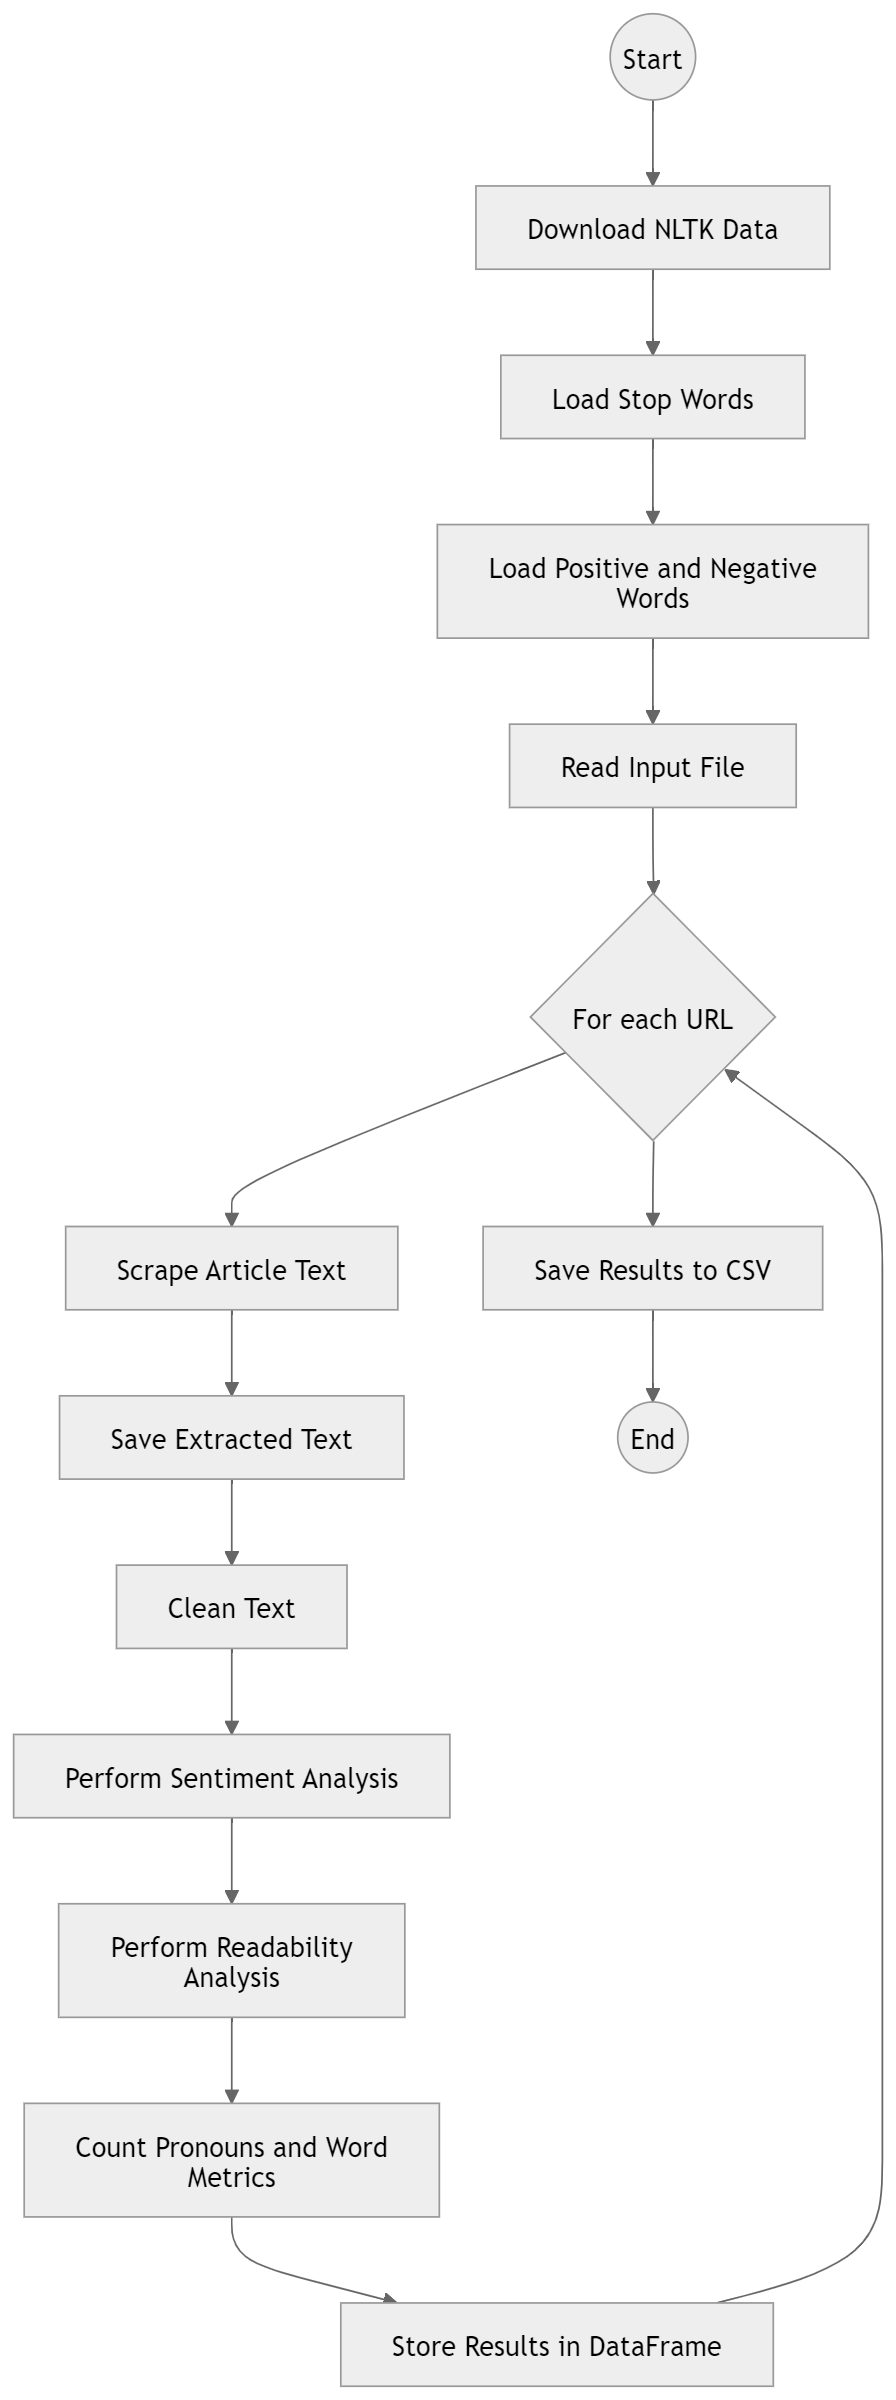 Start
Download NLTK Data
Load Stop Words
Load Positive and Negative
Words
Read Input File
For each URL
Scrape Article Text
Save Results to CSV
Save Extracted Text
End
Clean Text
Perform Sentiment Analysis
Perform Readability
Analysis
Count Pronouns and Word
Metrics
Store Results in DataFrame